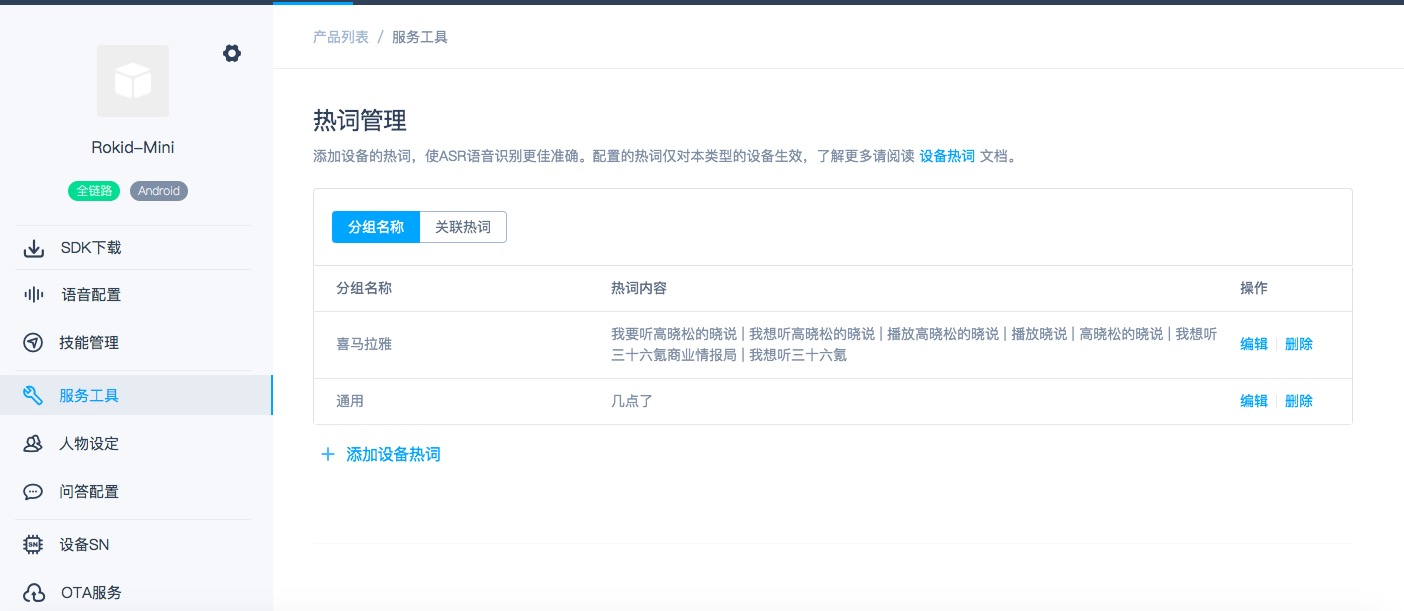 产品列表 / 服务工具
Rokid-Mini
全链路 Android
SDK下载
语音配置
技能管理
服务工具
人物设定
问答配置
设备SN
OTA服务
热词管理
添加设备的热词，使ASR语音识别更佳准确。配置的热词仅对本类型的设备生效，了解更多请阅读 设备热词 文档。
分组名称 关联热词
分组名称 热词内容 操作
喜马拉雅 我要听高晓松的晓说 | 我想听高晓松的晓说 | 播放高晓松的晓说 | 播放晓说 | 高晓松的晓说 | 我想听
三十六氪商业情报局 | 我想听三十六氪 编辑 | 删除
通用 几点了 编辑 | 删除
+ 添加设备热词